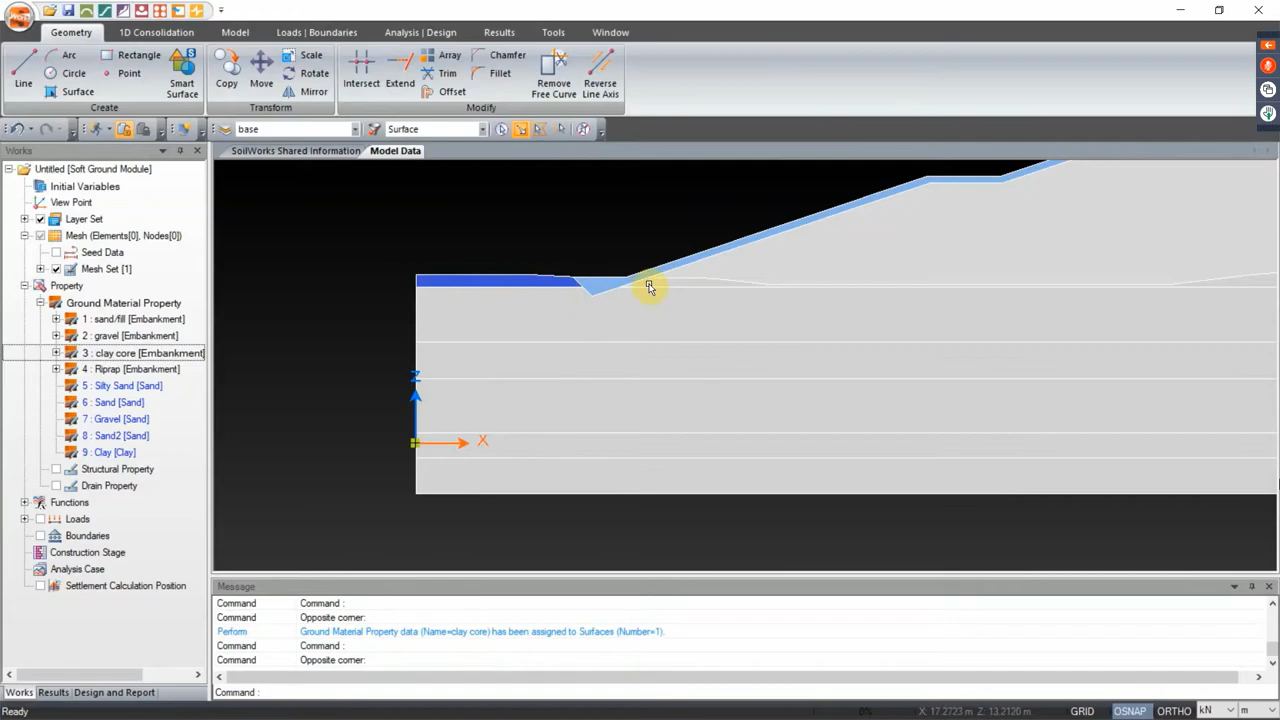 Geometry 1D Consolidation Model Loads | Boundaries Analysis | Design Results Tools Window
Line Arc Circle Surface Rectangle Point Smart Surface
Copy Move Scale Rotate Mirror
Intersect Extend Array Trim Offset Chamfer Fillet Remove Free Curve Reverse Line Axis
Create Transform Modify
base Surface
Works
SoilWorks Shared Information Model Data
Untitled [Soft Ground Module]
Initial Variables
View Point
Layer Set
Mesh (Elements[0], Nodes[0])
Seed Data
Mesh Set [1]
Property
Ground Material Property
1 : sand/fill [Embankment]
2 : gravel [Embankment]
3 : clay core [Embankment]
4 : Riprap [Embankment]
5 : Silty Sand [Sand]
6 : Sand [Sand]
7 : Gravel [Sand]
8 : Sand2 [Sand]
9 : Clay [Clay]
Structural Property
Drain Property
Functions
Loads
Boundaries
Construction Stage
Analysis Case
Settlement Calculation Position
Z
X
Message
Command Command :
Command Opposite corner:
Perform Ground Material Property data (Name=clay core) has been assigned to Surfaces (Number=1).
Command Command :
Command Opposite corner:
Works Results Design and Report
Command :
Ready 0% X: 17.2723 m Z: 13.2120 m GRID OSNAP ORTHO kN m